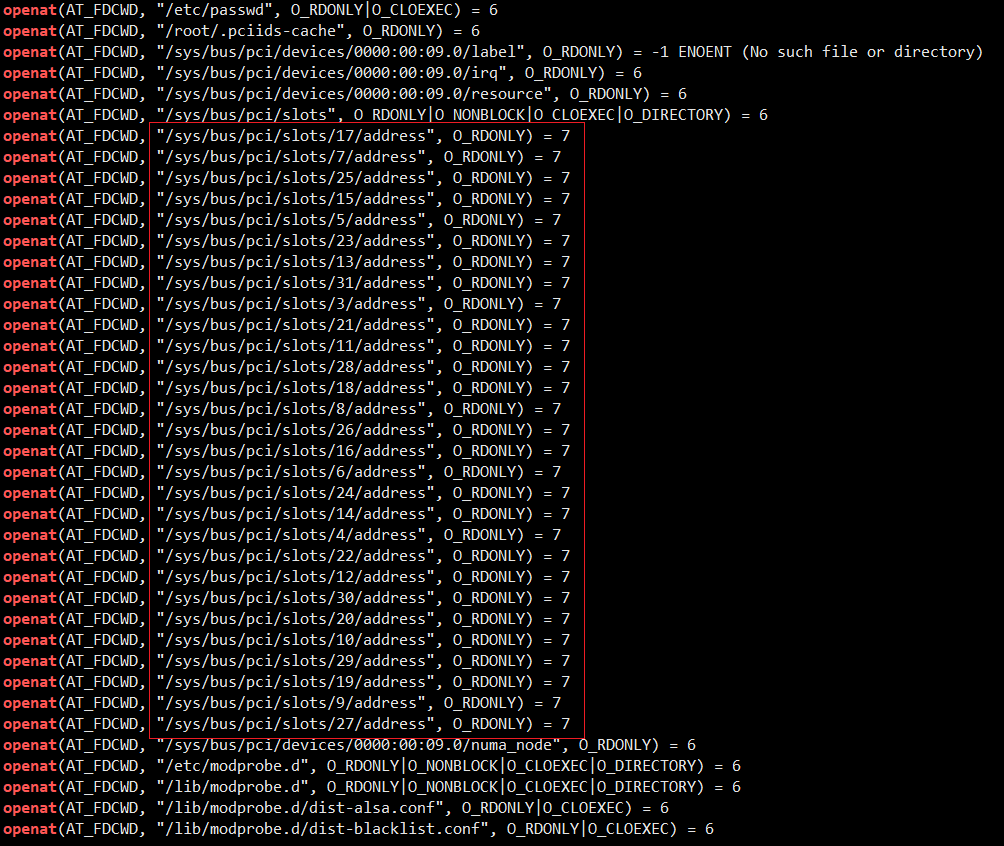 openat(AT_FDCWD, "/etc/passwd", O_RDONLY|O_CLOEXEC) = 6
openat(AT_FDCWD, "/root/.pciids-cache", O_RDONLY) = 6
openat(AT_FDCWD, "/sys/bus/pci/devices/0000:00:09.0/label", O_RDONLY) = -1 ENOENT (No such file or directory)
openat(AT_FDCWD, "/sys/bus/pci/devices/0000:00:09.0/irq", O_RDONLY) = 6
openat(AT_FDCWD, "/sys/bus/pci/devices/0000:00:09.0/resource", O_RDONLY) = 6
openat(AT_FDCWD, "/sys/bus/pci/slots", O_RDONLY|O_NONBLOCK|O_CLOEXEC|O_DIRECTORY) = 6
openat(AT_FDCWD, "/sys/bus/pci/slots/17/address", O_RDONLY) = 7
openat(AT_FDCWD, "/sys/bus/pci/slots/7/address", O_RDONLY) = 7
openat(AT_FDCWD, "/sys/bus/pci/slots/25/address", O_RDONLY) = 7
openat(AT_FDCWD, "/sys/bus/pci/slots/15/address", O_RDONLY) = 7
openat(AT_FDCWD, "/sys/bus/pci/slots/5/address", O_RDONLY) = 7
openat(AT_FDCWD, "/sys/bus/pci/slots/23/address", O_RDONLY) = 7
openat(AT_FDCWD, "/sys/bus/pci/slots/13/address", O_RDONLY) = 7
openat(AT_FDCWD, "/sys/bus/pci/slots/31/address", O_RDONLY) = 7
openat(AT_FDCWD, "/sys/bus/pci/slots/3/address", O_RDONLY) = 7
openat(AT_FDCWD, "/sys/bus/pci/slots/21/address", O_RDONLY) = 7
openat(AT_FDCWD, "/sys/bus/pci/slots/11/address", O_RDONLY) = 7
openat(AT_FDCWD, "/sys/bus/pci/slots/28/address", O_RDONLY) = 7
openat(AT_FDCWD, "/sys/bus/pci/slots/18/address", O_RDONLY) = 7
openat(AT_FDCWD, "/sys/bus/pci/slots/8/address", O_RDONLY) = 7
openat(AT_FDCWD, "/sys/bus/pci/slots/26/address", O_RDONLY) = 7
openat(AT_FDCWD, "/sys/bus/pci/slots/16/address", O_RDONLY) = 7
openat(AT_FDCWD, "/sys/bus/pci/slots/6/address", O_RDONLY) = 7
openat(AT_FDCWD, "/sys/bus/pci/slots/24/address", O_RDONLY) = 7
openat(AT_FDCWD, "/sys/bus/pci/slots/14/address", O_RDONLY) = 7
openat(AT_FDCWD, "/sys/bus/pci/slots/4/address", O_RDONLY) = 7
openat(AT_FDCWD, "/sys/bus/pci/slots/22/address", O_RDONLY) = 7
openat(AT_FDCWD, "/sys/bus/pci/slots/12/address", O_RDONLY) = 7
openat(AT_FDCWD, "/sys/bus/pci/slots/30/address", O_RDONLY) = 7
openat(AT_FDCWD, "/sys/bus/pci/slots/20/address", O_RDONLY) = 7
openat(AT_FDCWD, "/sys/bus/pci/slots/10/address", O_RDONLY) = 7
openat(AT_FDCWD, "/sys/bus/pci/slots/29/address", O_RDONLY) = 7
openat(AT_FDCWD, "/sys/bus/pci/slots/19/address", O_RDONLY) = 7
openat(AT_FDCWD, "/sys/bus/pci/slots/9/address", O_RDONLY) = 7
openat(AT_FDCWD, "/sys/bus/pci/slots/27/address", O_RDONLY) = 7
openat(AT_FDCWD, "/sys/bus/pci/devices/0000:00:09.0/numa_node", O_RDONLY) = 6
openat(AT_FDCWD, "/etc/modprobe.d", O_RDONLY|O_NONBLOCK|O_CLOEXEC|O_DIRECTORY) = 6
openat(AT_FDCWD, "/lib/modprobe.d", O_RDONLY|O_NONBLOCK|O_CLOEXEC|O_DIRECTORY) = 6
openat(AT_FDCWD, "/lib/modprobe.d/dist-alsa.conf", O_RDONLY|O_CLOEXEC) = 6
openat(AT_FDCWD, "/lib/modprobe.d/dist-blacklist.conf", O_RDONLY|O_CLOEXEC) = 6